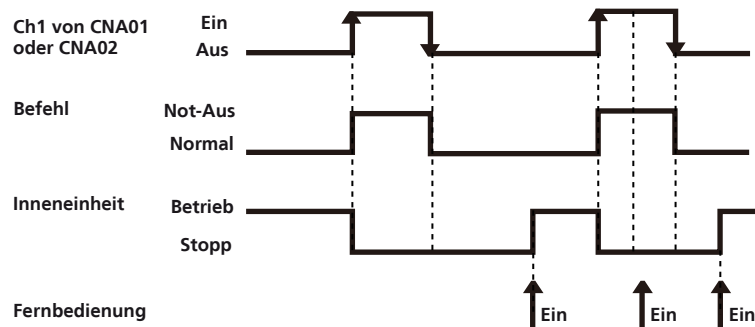 Ch1 von CNA01
oder CNA02
Ein
Aus
Befehl
Not-Aus
Normal
Inneneinheit
Betrieb
Stopp
Fernbedienung
Ein
Ein
Ein